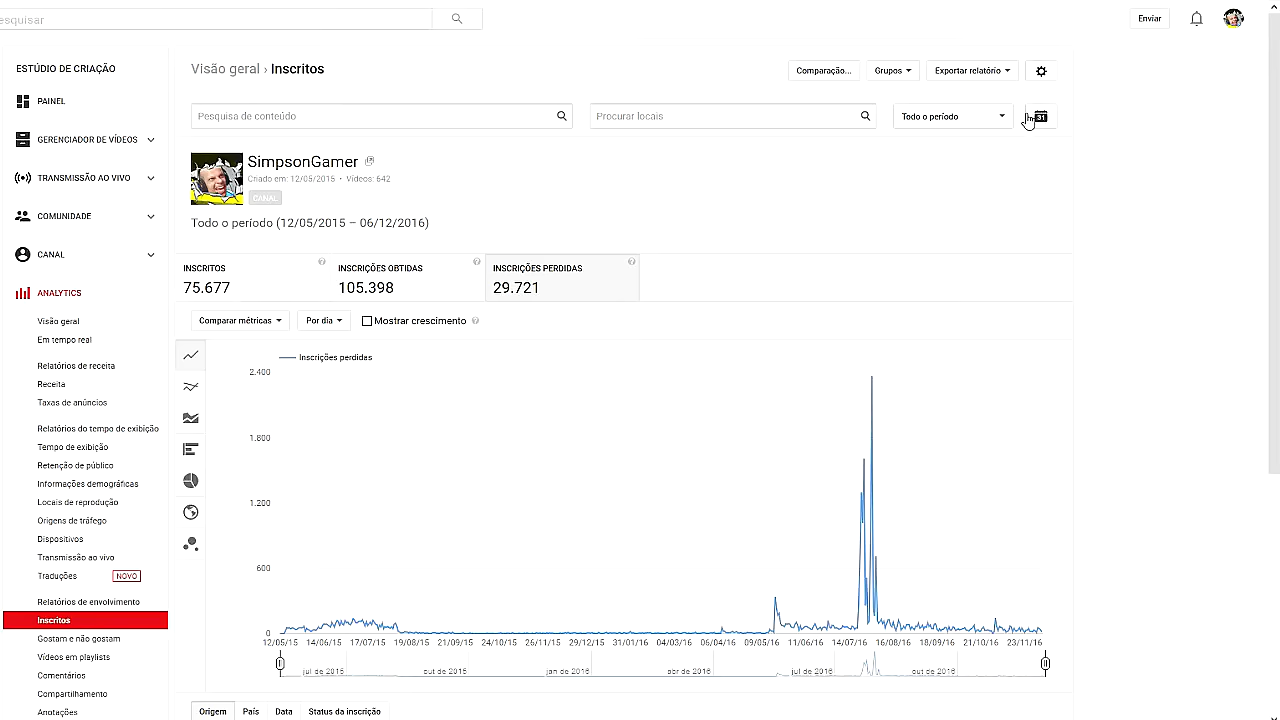 esquisar
Enviar
ESTÚDIO DE CRIAÇÃO
PAINEL
GERENCIADOR DE VÍDEOS
TRANSMISSÃO AO VIVO
COMUNIDADE
CANAL
ANALYTICS
Visão geral
Em tempo real
Relatórios de receita
Receita
Taxas de anúncios
Relatórios do tempo de exibição
Tempo de exibição
Retenção de público
Informações demográficas
Locais de reprodução
Origens de tráfego
Dispositivos
Transmissão ao vivo
Traduções NOVO
Relatórios de envolvimento
Inscritos
Gostam e não gostam
Vídeos em playlists
Comentários
Compartilhamento
Anotações
Visão geral › Inscritos
Comparação... Grupos Exportar relatório
Pesquisa de conteúdo Procurar locais Todo o período 31
SimpsonGamer
Criado em: 12/05/2015 • Vídeos: 642
CANAL
Todo o período (12/05/2015 – 06/12/2016)
INSCRITOS ? INSCRIÇÕES OBTIDAS ? INSCRIÇÕES PERDIDAS ?
75.677 105.398 29.721
Comparar métricas Por dia Mostrar crescimento ?
Inscrições perdidas
2.400
1.800
1.200
600
0
12/05/15 14/06/15 17/07/15 19/08/15 21/09/15 24/10/15 26/11/15 29/12/15 31/01/16 04/03/16 06/04/16 09/05/16 11/06/16 14/07/16 16/08/16 18/09/16 21/10/16 23/11/16
jul de 2015 out de 2015 jan de 2016 abr de 2016 jul de 2016 out de 2016
Origem País Data Status da inscrição